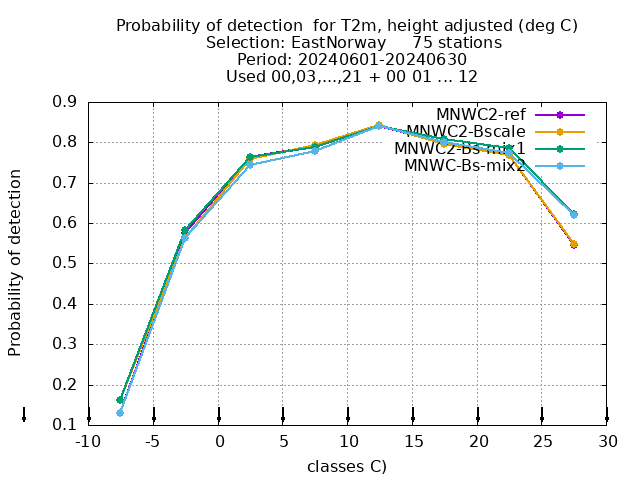 Probability of detection  for T2m, height adjusted (deg C)
Selection: EastNorway     75 stations
Period: 20240601-20240630
Used 00,03,...,21 + 00 01 ... 12
Probability of detection
0.9
0.8
0.7
0.6
0.5
0.4
0.3
0.2
0.1
MNWC2-ref
MNWC2-Bscale
MNWC-Bs-mix2
-10
-5
0
5
10
15
20
25
30
classes C)